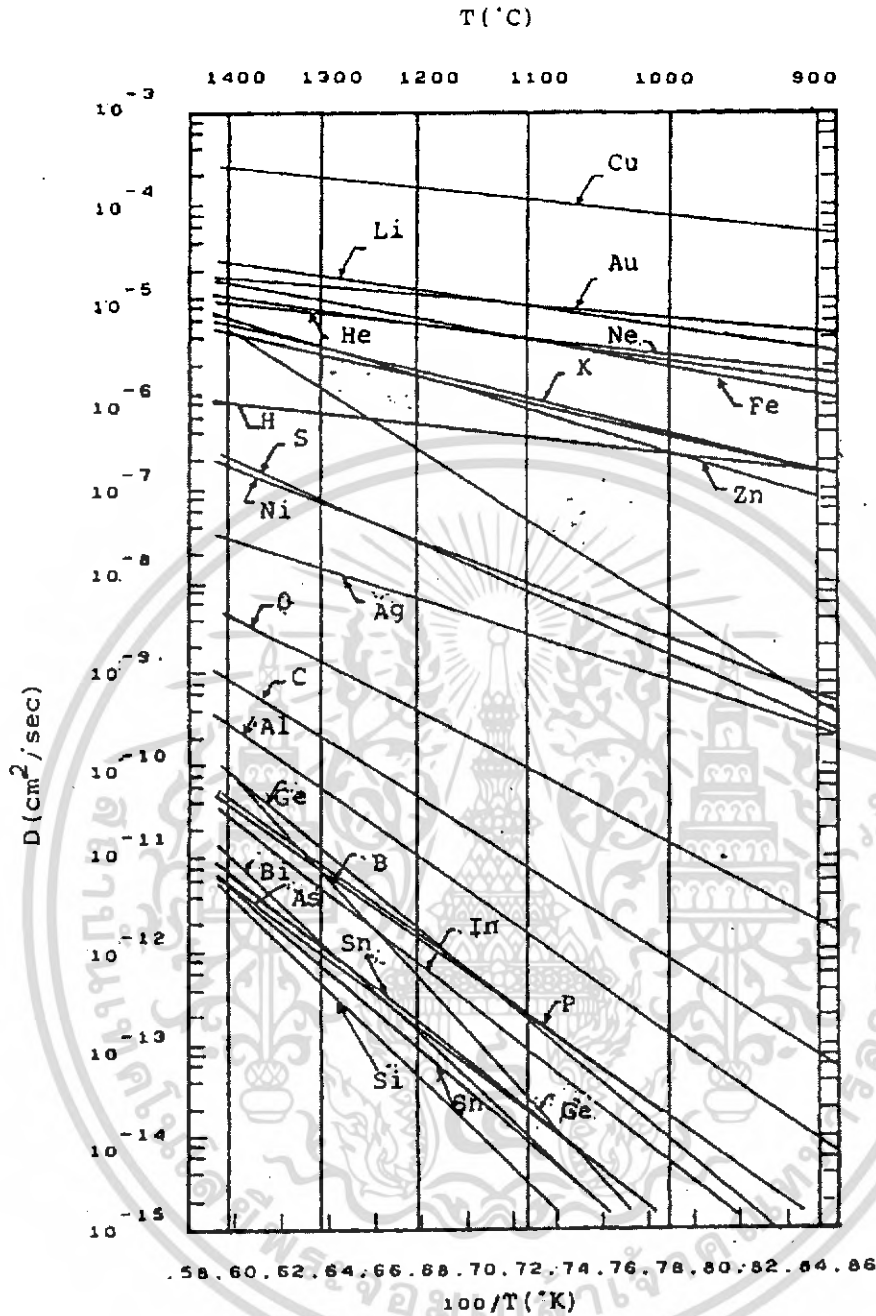 T(°C)
1400 1300 1200 1100 1000 900
10-3
10-4
10-5
10-6
10-7
10-8
10-9
10-10
10-11
10-12
10-13
10-14
10-15
D(cm2/sec)
Cu
Li
Au
He
Ne
K
Fe
H
S
Zn
Ni
Ag
O
C
Al
Ge
B
Bi
As
In
Sn
P
Si
Sn
Ge
.58 .60 .62 .64 .66 .68 .70 .72 .74 .76 .78 .80 .82 .84 .86
100/T(°K)